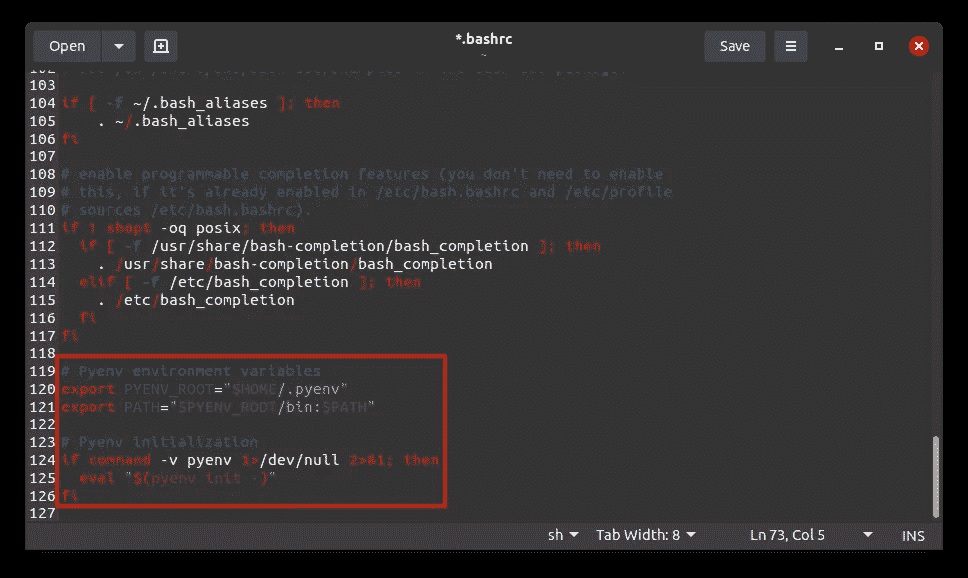 Open
*.bashrc
~
Save
103
104 if [ -f ~/.bash_aliases ]; then
105     . ~/.bash_aliases
106 fi
107
108 # enable programmable completion features (you don't need to enable
109 # this, if it's already enabled in /etc/bash.bashrc and /etc/profile
110 # sources /etc/bash.bashrc).
111 if ! shopt -oq posix; then
112   if [ -f /usr/share/bash-completion/bash_completion ]; then
113     . /usr/share/bash-completion/bash_completion
114   elif [ -f /etc/bash_completion ]; then
115     . /etc/bash_completion
116   fi
117 fi
118
119 # Pyenv environment variables
120 export PYENV_ROOT="$HOME/.pyenv"
121 export PATH="$PYENV_ROOT/bin:$PATH"
122
123 # Pyenv initialization
124 if command -v pyenv 1>/dev/null 2>&1; then
125   eval "$(pyenv init -)"
126 fi
127
sh Tab Width: 8 Ln 73, Col 5 INS